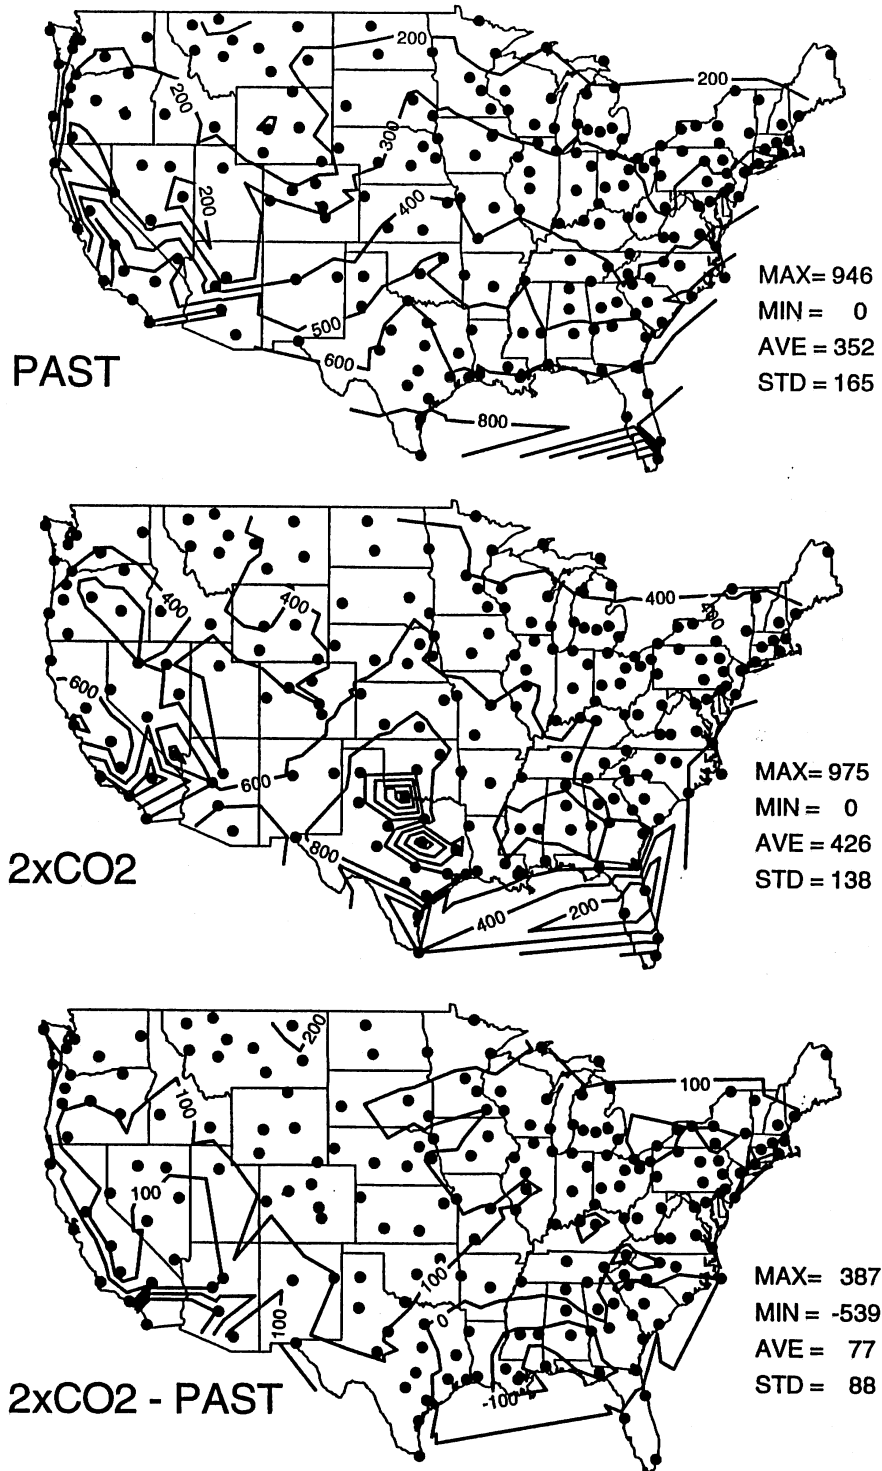 200
200
200
300
200
400
MAX= 946
MIN = 0
500
AVE = 352
600
PAST
STD = 165
800
400
400
400
600
600
MAX= 975
MIN = 0
800
2xCO2
AVE = 426
STD = 138
200
400
200
100
100
100
100
MAX= 387
100
0
MIN = -539
AVE = 77
2xCO2 - PAST
STD = 88
-100